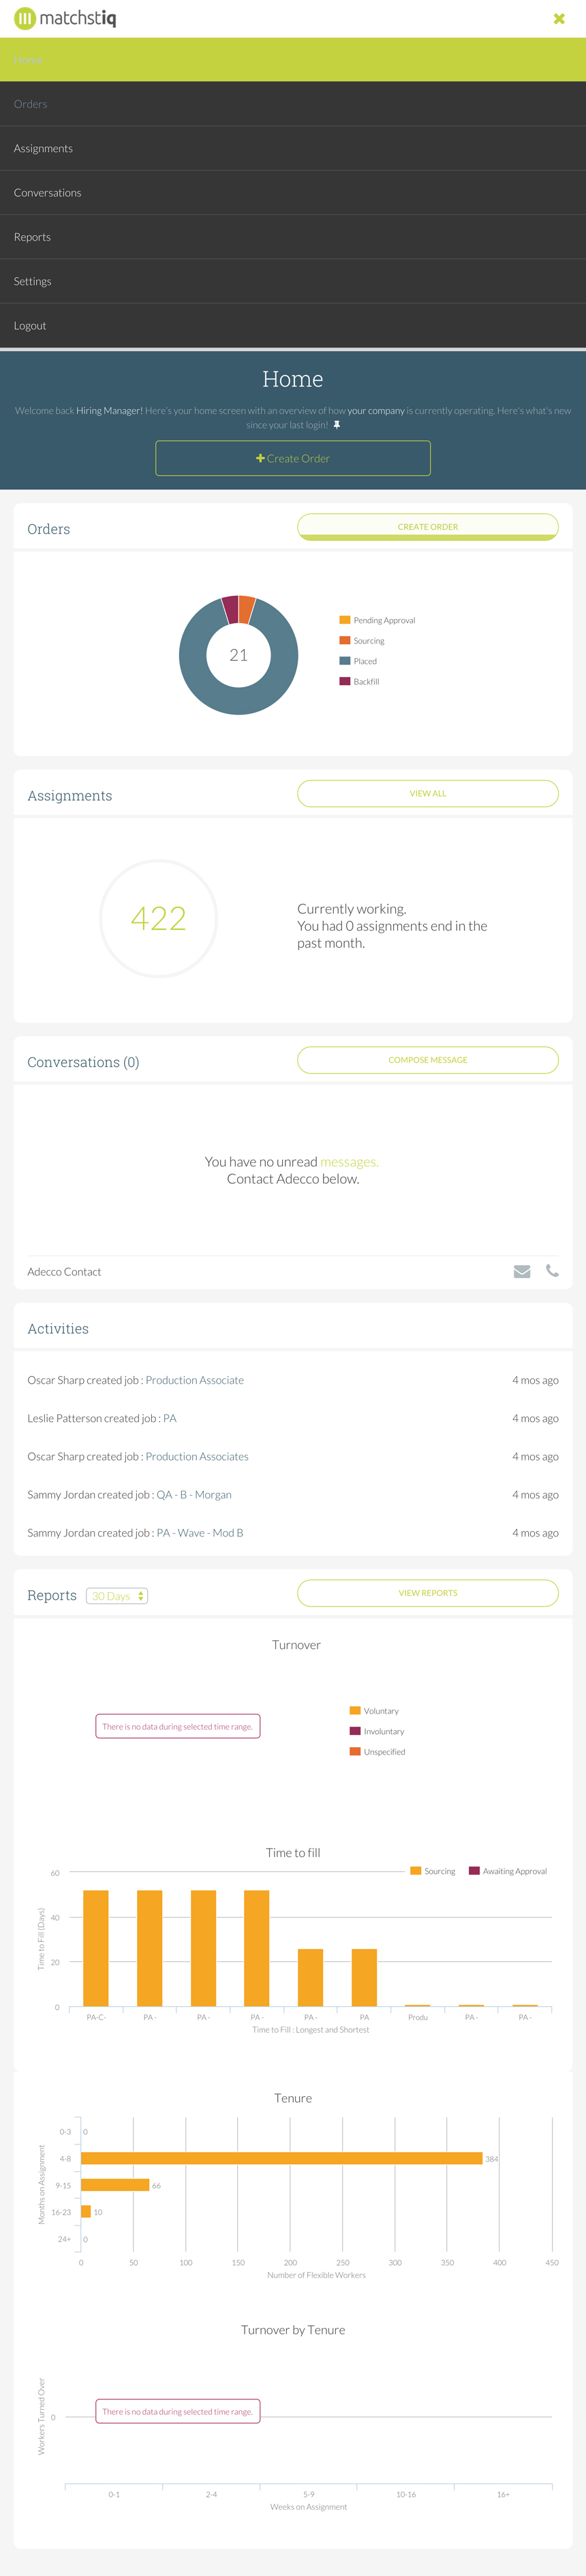 matchstiq
Home
Orders
Assignments
Conversations
Reports
Settings
Logout
Home
Welcome back Hiring Manager! Here's your home screen with an overview of how your company is currently operating. Here's what's new
since your last login!
Create Order
Orders
CREATE ORDER
21
Pending Approval
Sourcing
Placed
Backfill
Assignments
VIEW ALL
422
Currently working.
You had 0 assignments end in the
past month.
Conversations (0)
COMPOSE MESSAGE
You have no unread messages.
Contact Adecco below.
Adecco Contact
Activities
Oscar Sharp created job : Production Associate 4 mos ago
Leslie Patterson created job : PA 4 mos ago
Oscar Sharp created job : Production Associates 4 mos ago
Sammy Jordan created job : QA - B - Morgan 4 mos ago
Sammy Jordan created job : PA - Wave - Mod B 4 mos ago
Reports 30 Days
VIEW REPORTS
Turnover
There is no data during selected time range.
Voluntary
Involuntary
Unspecified
Time to fill
Sourcing Awaiting Approval
Time to Fill (Days)
60
40
20
0
PA-C- PA - PA - PA - PA - PA Produ PA - PA -
Time to Fill : Longest and Shortest
Tenure
Months on Assignment
0-3 0
4-8 384
9-15 66
16-23 10
24+ 0
0 50 100 150 200 250 300 350 400 450
Number of Flexible Workers
Turnover by Tenure
Workers Turned Over
0
There is no data during selected time range.
0-1 2-4 5-9 10-16 16+
Weeks on Assignment